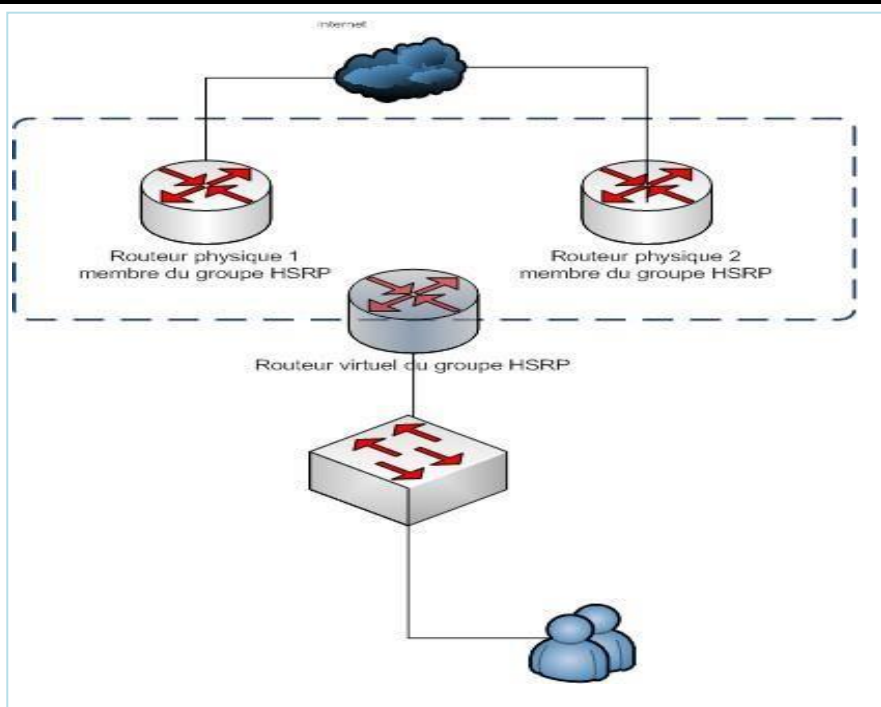 Internet
Routeur physique 1
membre du groupe HSRP
Routeur physique 2
membre du groupe HSRP
Routeur virtuel du groupe HSRP